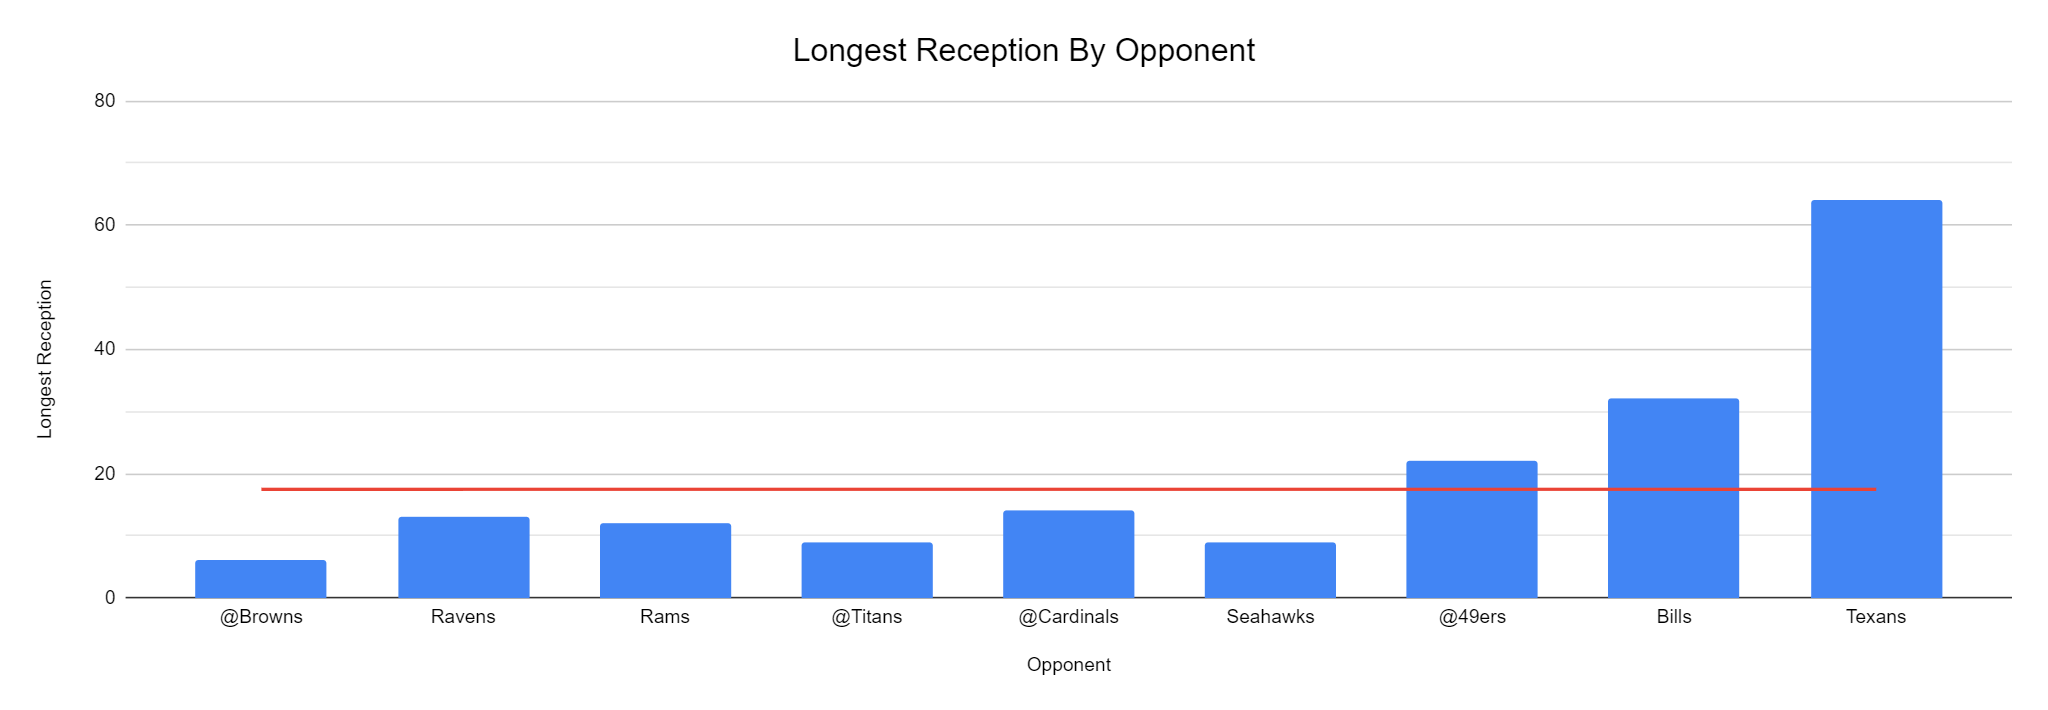 Longest Reception By Opponent
80
60
40
20
0
Longest Reception
@Browns Ravens Rams @Titans @Cardinals Seahawks @49ers Bills Texans
Opponent